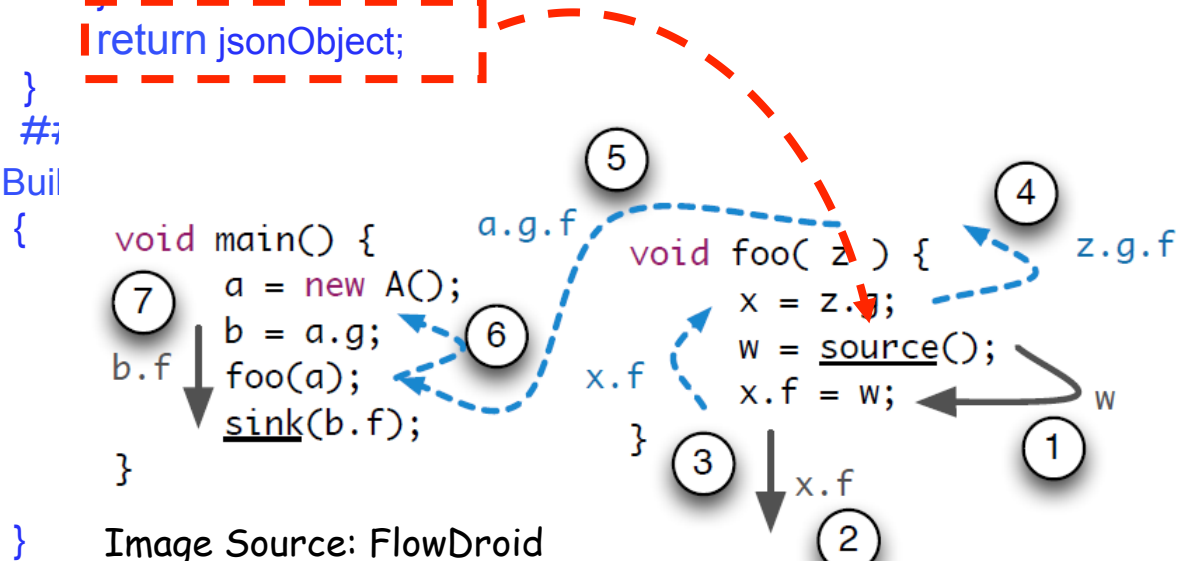 }
return jsonObject;
}
##
Buil
{
5
4
a.g.f
z.g.f
void main() {
a = new A();
b = a.g;
foo(a);
sink(b.f);
}
7
b.f
6
void foo( z ) {
x = z.g;
w = source();
x.f = w;
}
x.f
w
1
3
x.f
2
}
Image Source: FlowDroid